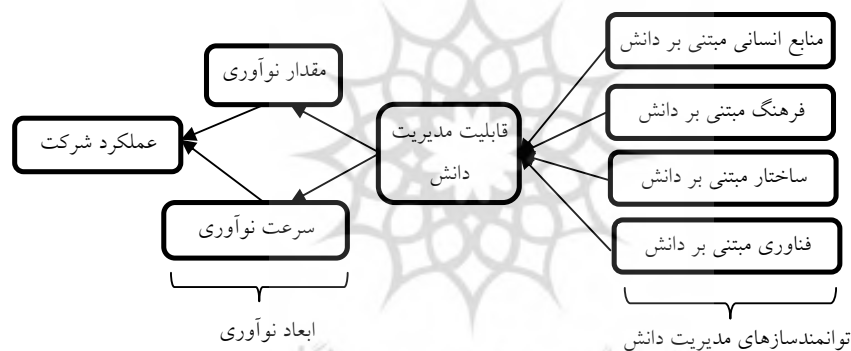 منابع انسانی مبتنی بر دانش
فرهنگ مبتنی بر دانش
ساختار مبتنی بر دانش
فناوری مبتنی بر دانش
توانمندسازهای مدیریت دانش
قابلیت مدیریت
دانش
مقدار نوآوری
سرعت نوآوری
ابعاد نوآوری
عملکرد شرکت